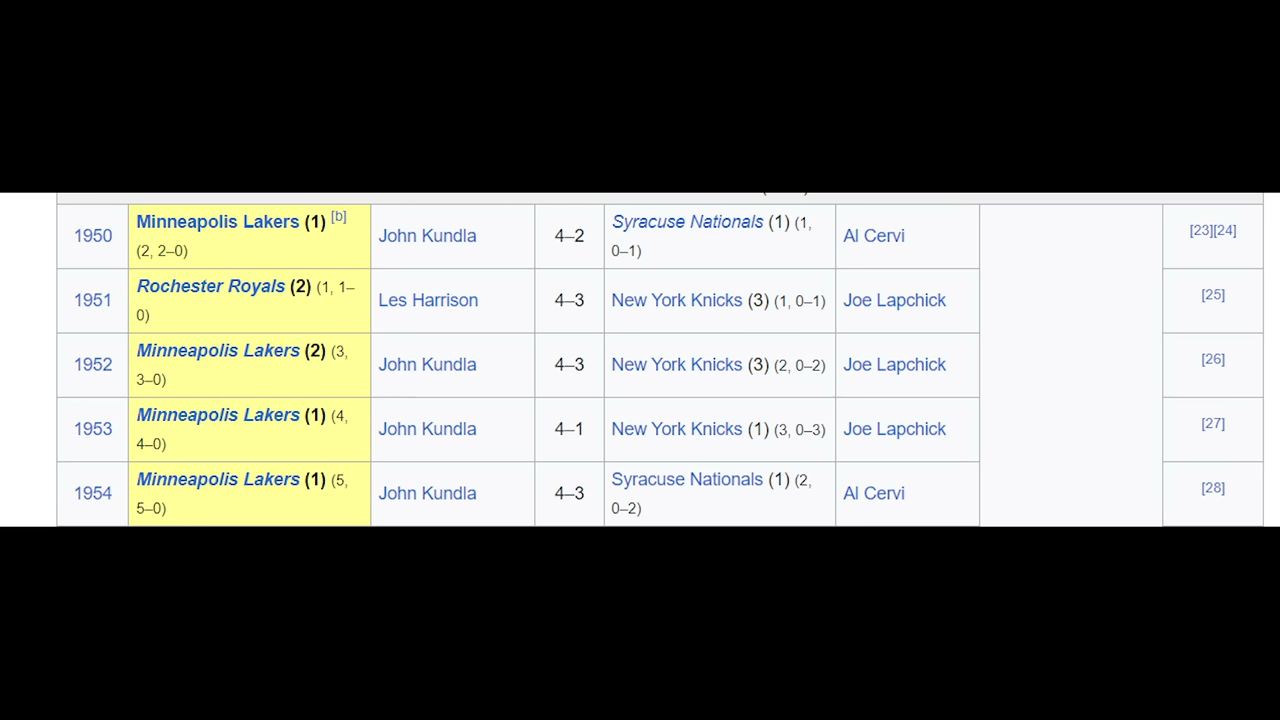 1950 Minneapolis Lakers (1) [b] John Kundla 4–2 Syracuse Nationals (1) (1, Al Cervi [23][24]
(2, 2–0) 0–1)
1951 Rochester Royals (2) (1, 1– Les Harrison 4–3 New York Knicks (3) (1, 0–1) Joe Lapchick [25]
0)
1952 Minneapolis Lakers (2) (3, John Kundla 4–3 New York Knicks (3) (2, 0–2) Joe Lapchick [26]
3–0)
1953 Minneapolis Lakers (1) (4, John Kundla 4–1 New York Knicks (1) (3, 0–3) Joe Lapchick [27]
4–0)
1954 Minneapolis Lakers (1) (5, John Kundla 4–3 Syracuse Nationals (1) (2, Al Cervi [28]
5–0) 0–2)